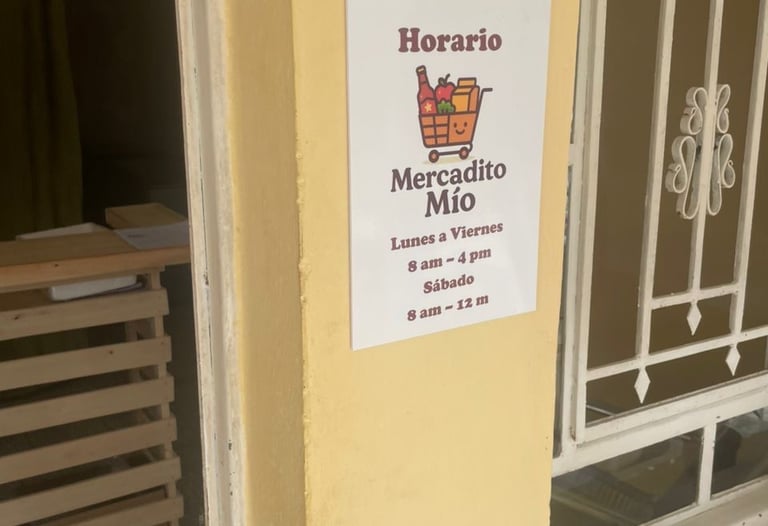 Horario
Mercadito
Mío
Lunes a Viernes
8 am – 4 pm
Sábado
8 am – 12 m